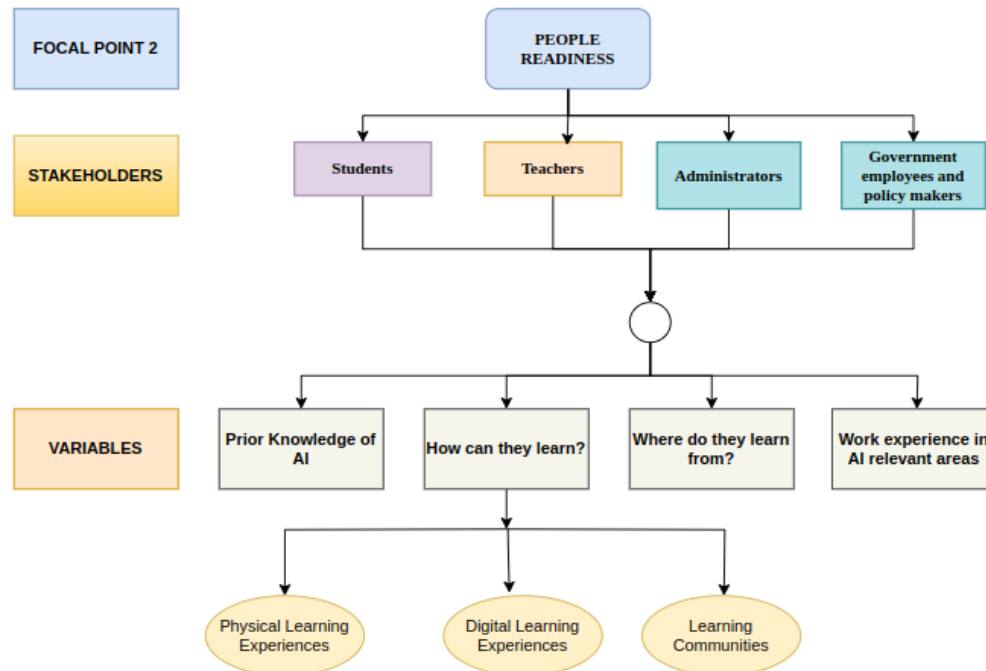 FOCAL POINT 2
PEOPLE
READINESS
STAKEHOLDERS
Students
Teachers
Administrators
Government
employees and
policy makers
VARIABLES
Prior Knowledge of
AI
How can they learn?
Where do they learn
from?
Work experience in
AI relevant areas
Physical Learning
Experiences
Digital Learning
Experiences
Learning
Communities